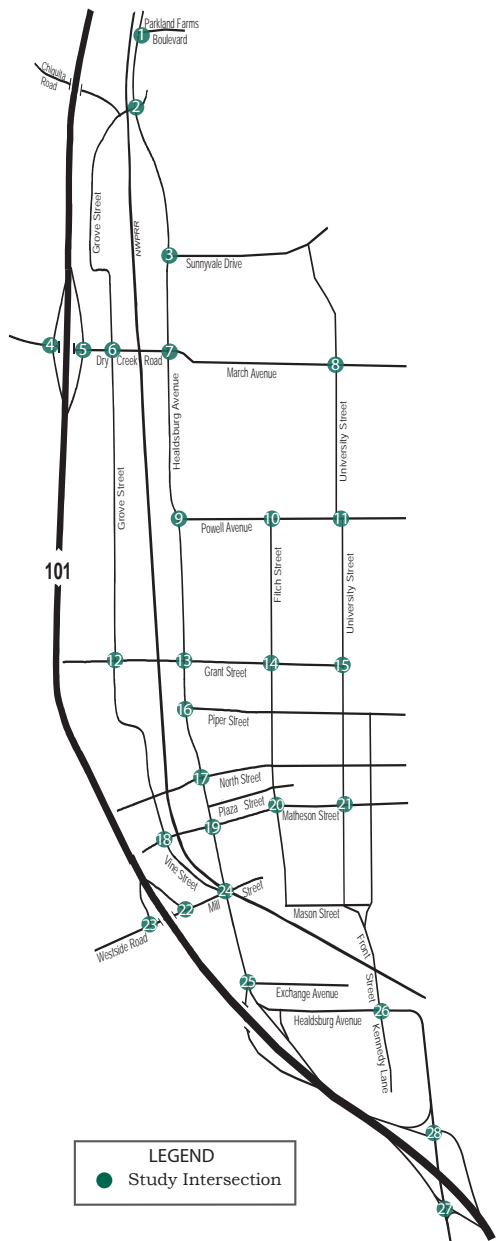 Parkland Farms
1
Boulevard
Chiquita
Road
2
Grove Street
NWPRR
3
Sunnyvale Drive
4
5
6
7
Dry Creek Road
March Avenue
8
Healdsburg Avenue
University Street
Grove Street
9
10
11
Powell Avenue
Fitch Street
University Street
101
12
13
14
15
Grant Street
16
Piper Street
17
North Street
Plaza Street
20
21
Matheson Street
18
19
Vine Street
24
Mill Street
22
23
Westside Road
Mason Street
Front Street
25
Exchange Avenue
26
Healdsburg Avenue
Kennedy Lane
28
27
LEGEND
Study Intersection